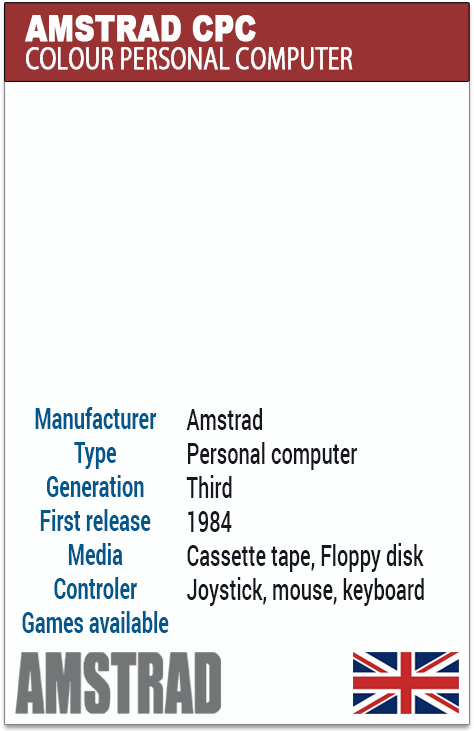 AMSTRAD CPC
COLOUR PERSONAL COMPUTER
Manufacturer Amstrad
Type Personal computer
Generation Third
First release 1984
Media Cassette tape, Floppy disk
Controler Joystick, mouse, keyboard
Games available
AMSTRAD